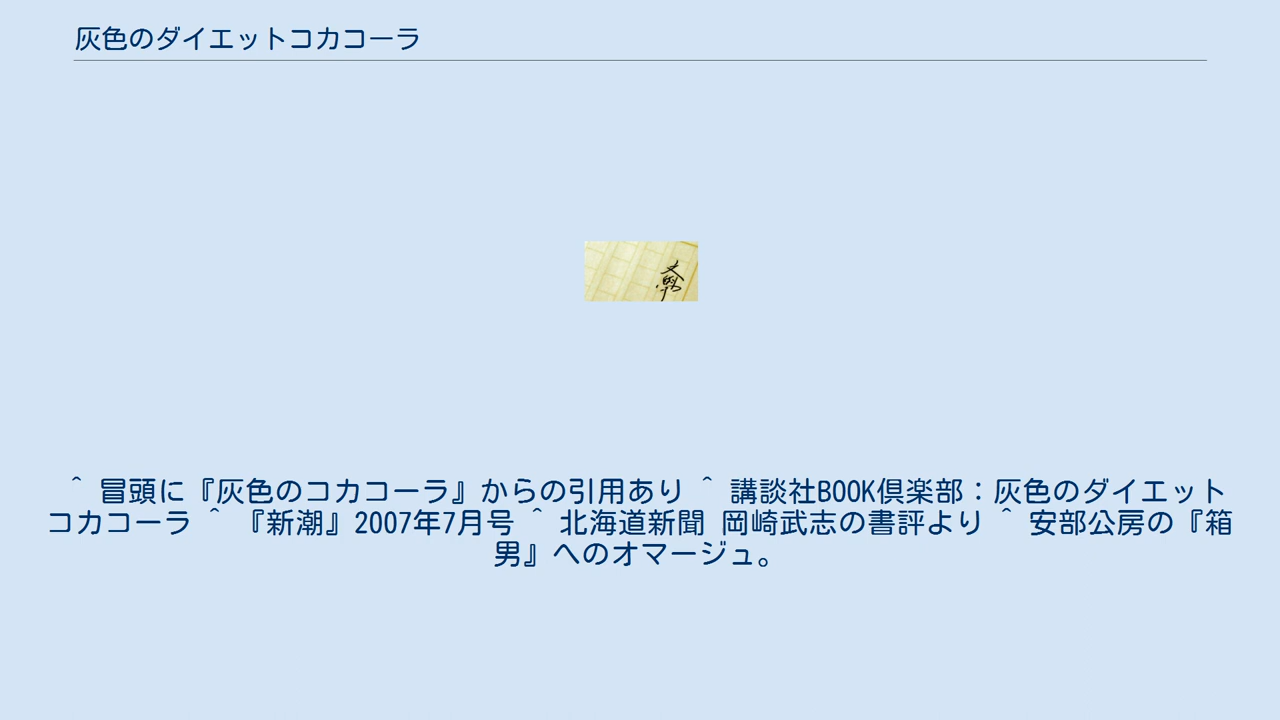 灰色のダイエットコカコーラ
^ 冒頭に『灰色のコカコーラ』からの引用あり ^ 講談社BOOK倶楽部：灰色のダイエット
コカコーラ ^ 『新潮』2007年7月号 ^ 北海道新聞 岡崎武志の書評より ^ 安部公房の『箱
男』へのオマージュ。